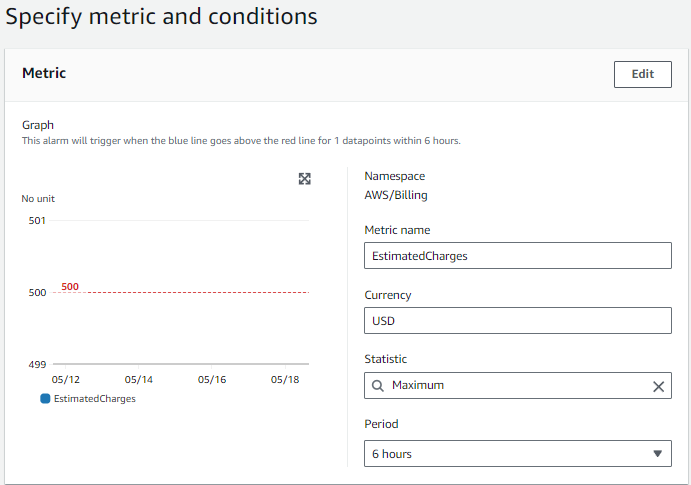 Specify metric and conditions
Metric
Edit
Graph
This alarm will trigger when the blue line goes above the red line for 1 datapoints within 6 hours.
No unit
501
500
500
499
05/12 05/14 05/16 05/18
EstimatedCharges
Namespace
AWS/Billing
Metric name
EstimatedCharges
Currency
USD
Statistic
Maximum
Period
6 hours